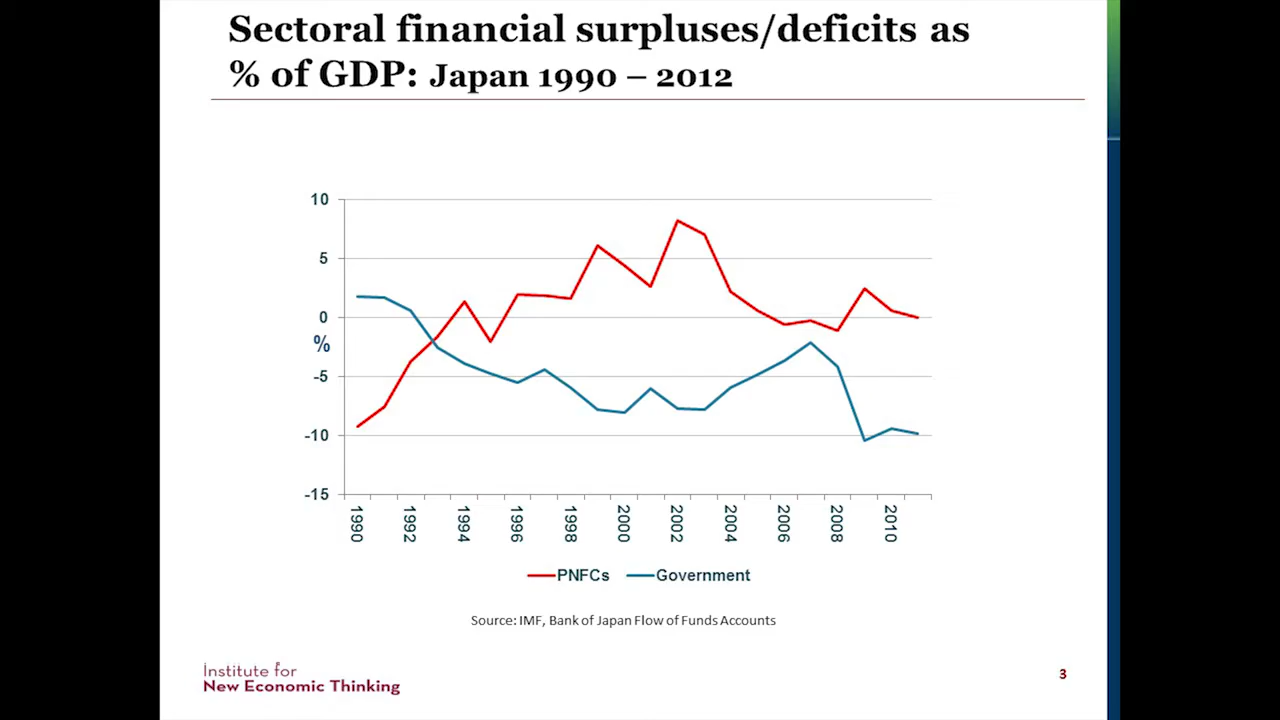 Sectoral financial surpluses/deficits as
% of GDP: Japan 1990 – 2012
10
5
0
%
-5
-10
-15
1990
1992
1994
1996
1998
2000
2002
2004
2006
2008
2010
PNFCs
Government
Source: IMF, Bank of Japan Flow of Funds Accounts
Institute for
New Economic Thinking
3